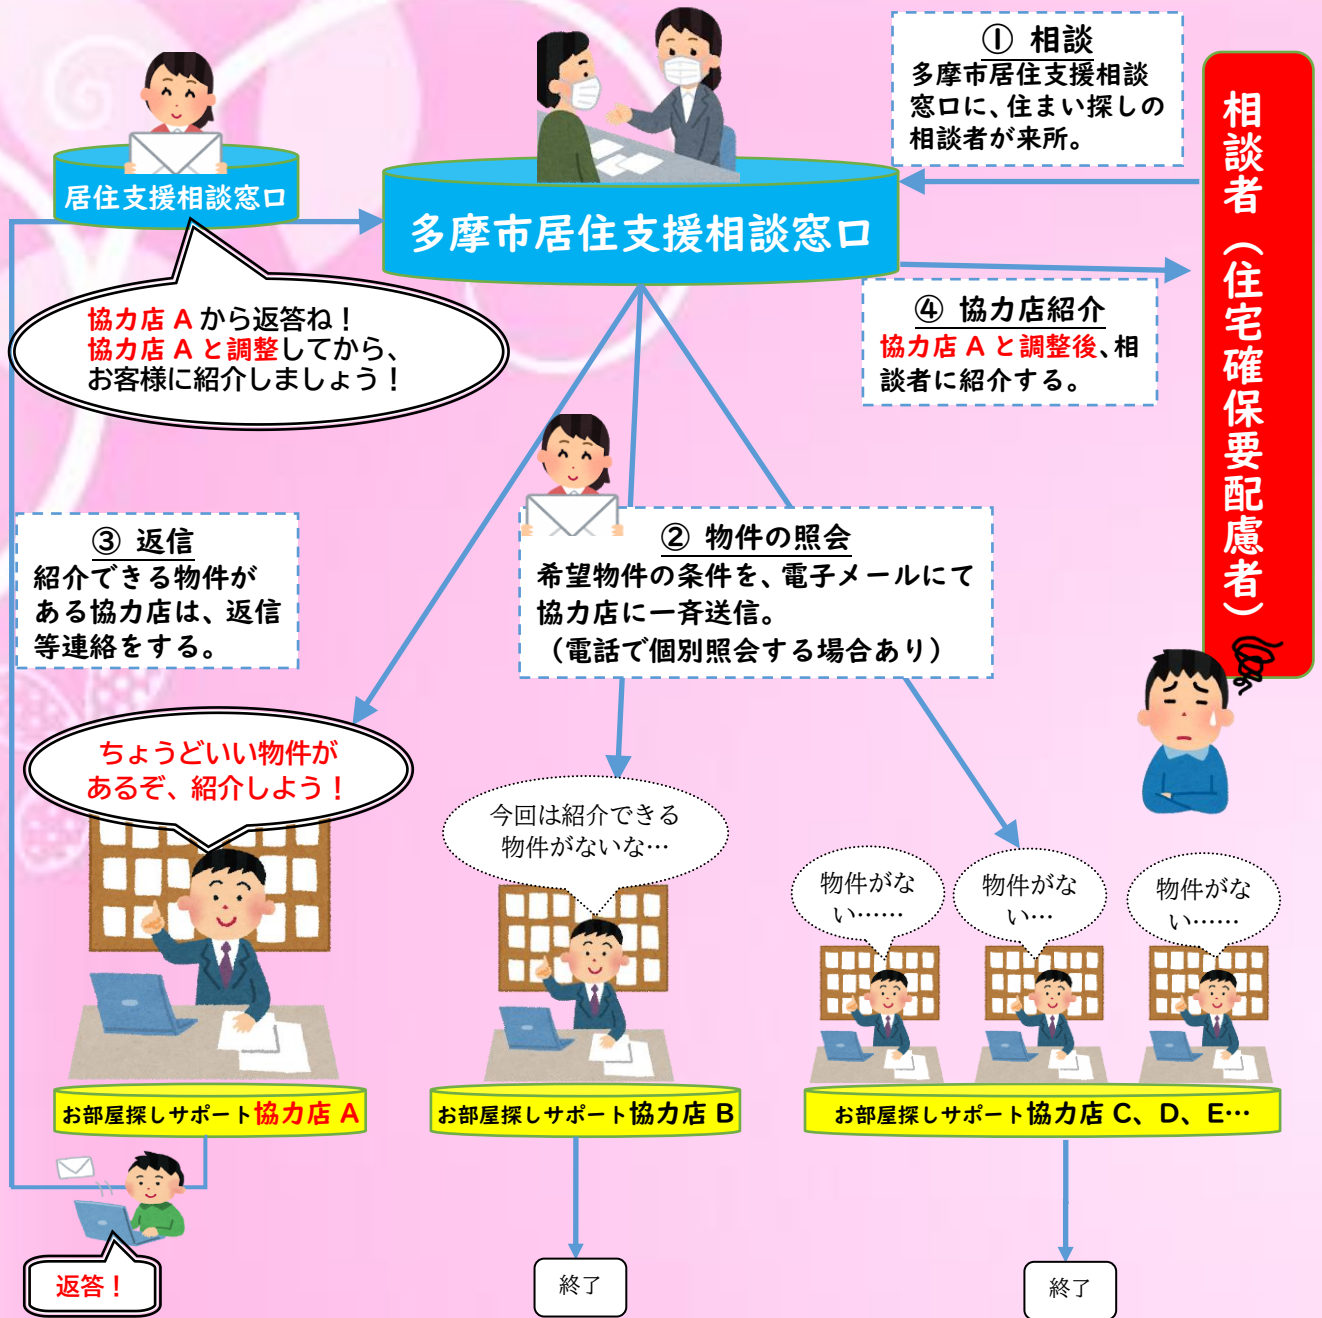 ① 相談
多摩市居住支援相談
窓口に、住まい探しの
相談者が来所。
相談者（住宅確保要配慮者）
居住支援相談窓口
多摩市居住支援相談窓口
協力店 A から返答ね！
協力店 A と調整してから、
お客様に紹介しましょう！
④ 協力店紹介
協力店 A と調整後、相
談者に紹介する。
③ 返信
紹介できる物件が
ある協力店は、返信
等連絡をする。
② 物件の照会
希望物件の条件を、電子メールにて
協力店に一斉送信。
（電話で個別照会する場合あり）
ちょうどいい物件が
あるぞ、紹介しよう！
今回は紹介できる
物件がないな…
物件がな
い……
物件がな
い…
物件がな
い……
お部屋探しサポート協力店 A
お部屋探しサポート協力店 B
お部屋探しサポート協力店 C、D、E…
返答！
終了
終了